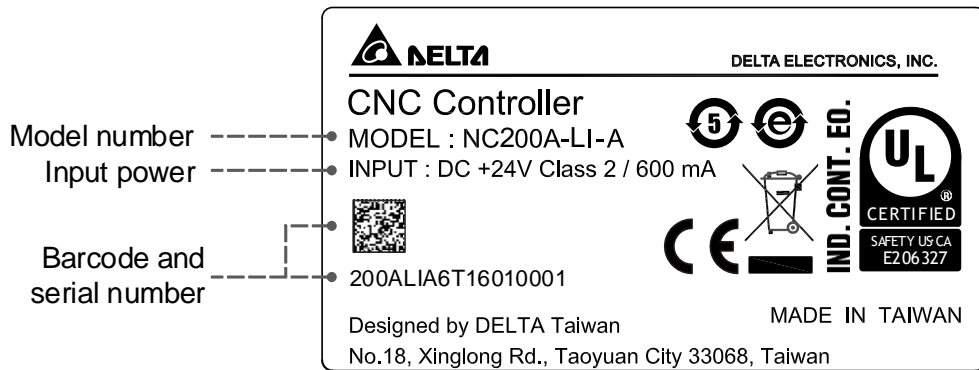 DELTA
DELTA ELECTRONICS, INC.
CNC Controller
Model number
MODEL : NC200A-LI-A
Input power
INPUT : DC +24V Class 2 / 600 mA
5
e
IND. CONT. EQ.
UL
®
CERTIFIED
SAFETY US·CA
E206327
CE
Barcode and
serial number
200ALIA6T16010001
MADE IN TAIWAN
Designed by DELTA Taiwan
No.18, Xinglong Rd., Taoyuan City 33068, Taiwan